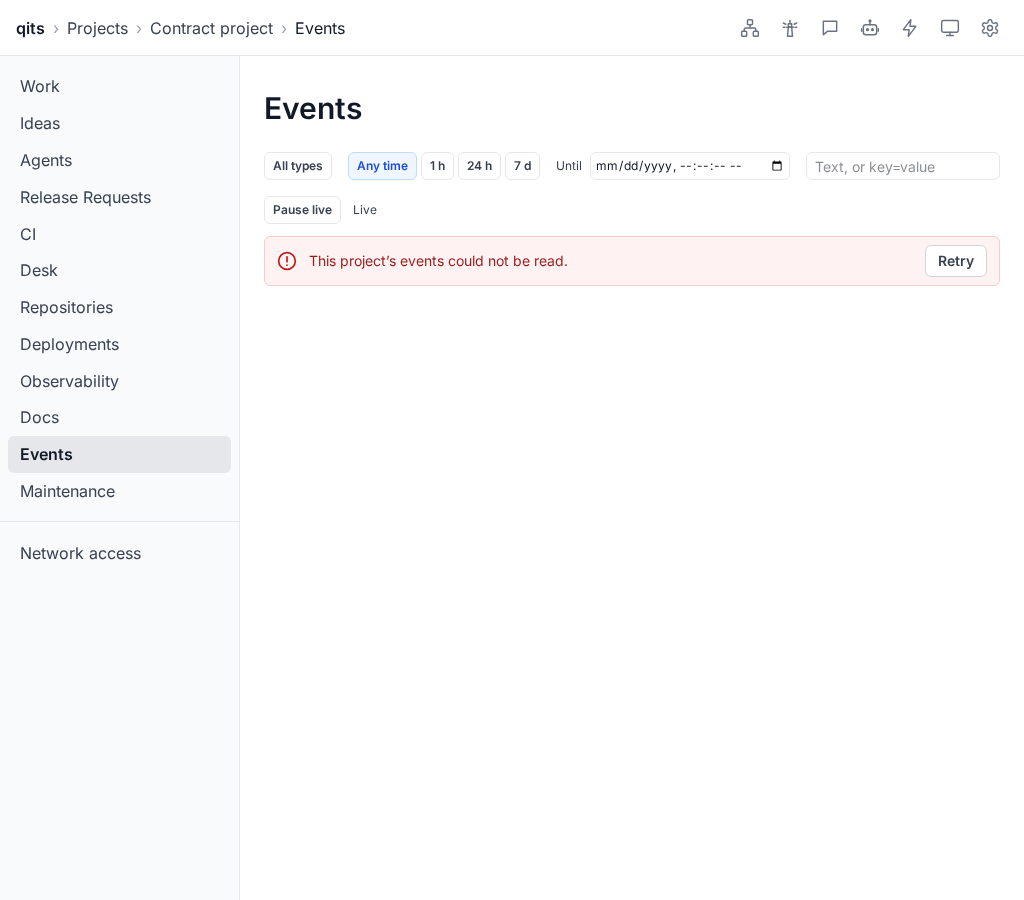 qits › Projects › Contract project › Events
Work
Ideas
Agents
Release Requests
CI
Desk
Repositories
Deployments
Observability
Docs
Events
Maintenance
Network access
Events
All types Any time 1 h 24 h 7 d Until mm/dd/yyyy, --:--:-- -- Text, or key=value
Pause live Live
This project’s events could not be read. Retry